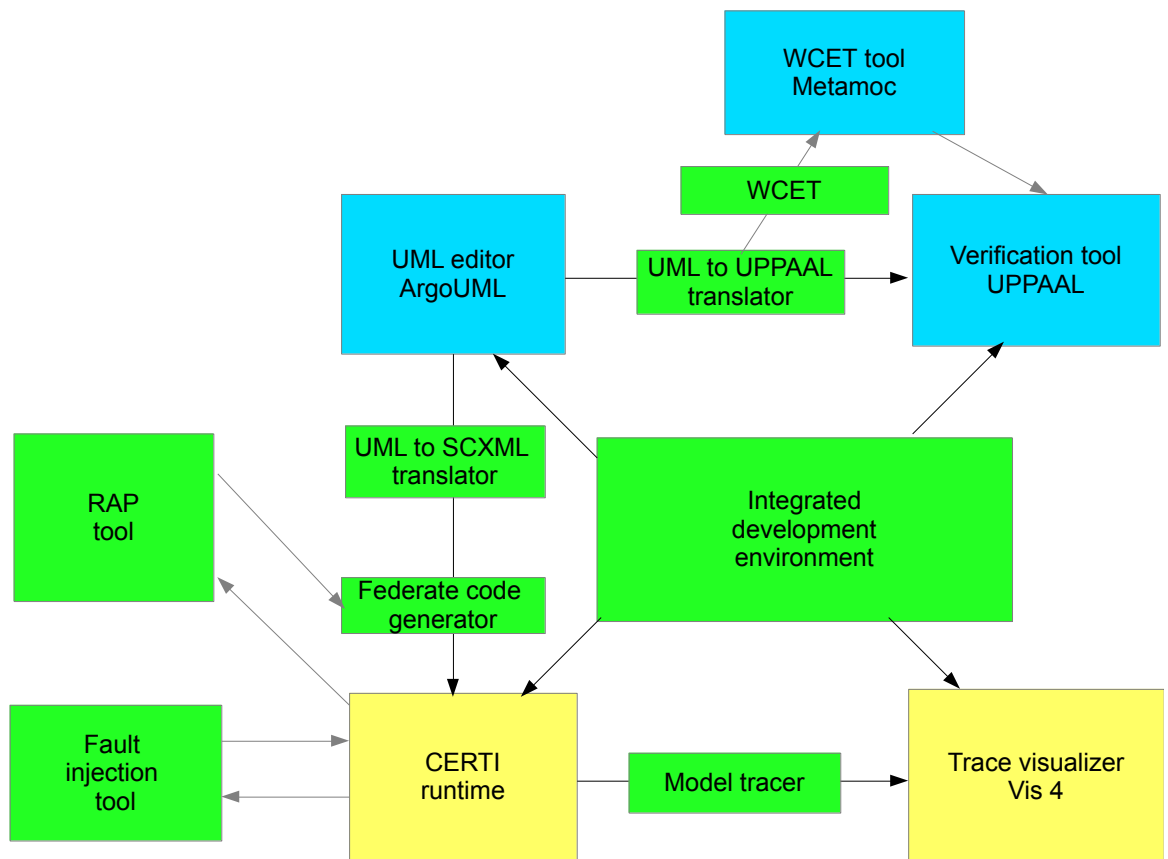 WCET tool
Metamoc
WCET
UML editor
ArgoUML
UML to UPPAAL
translator
Verification tool
UPPAAL
UML to SCXML
translator
RAP
tool
Integrated
development
environment
Federate code
generator
Fault
injection
tool
CERTI
runtime
Model tracer
Trace visualizer
Vis 4